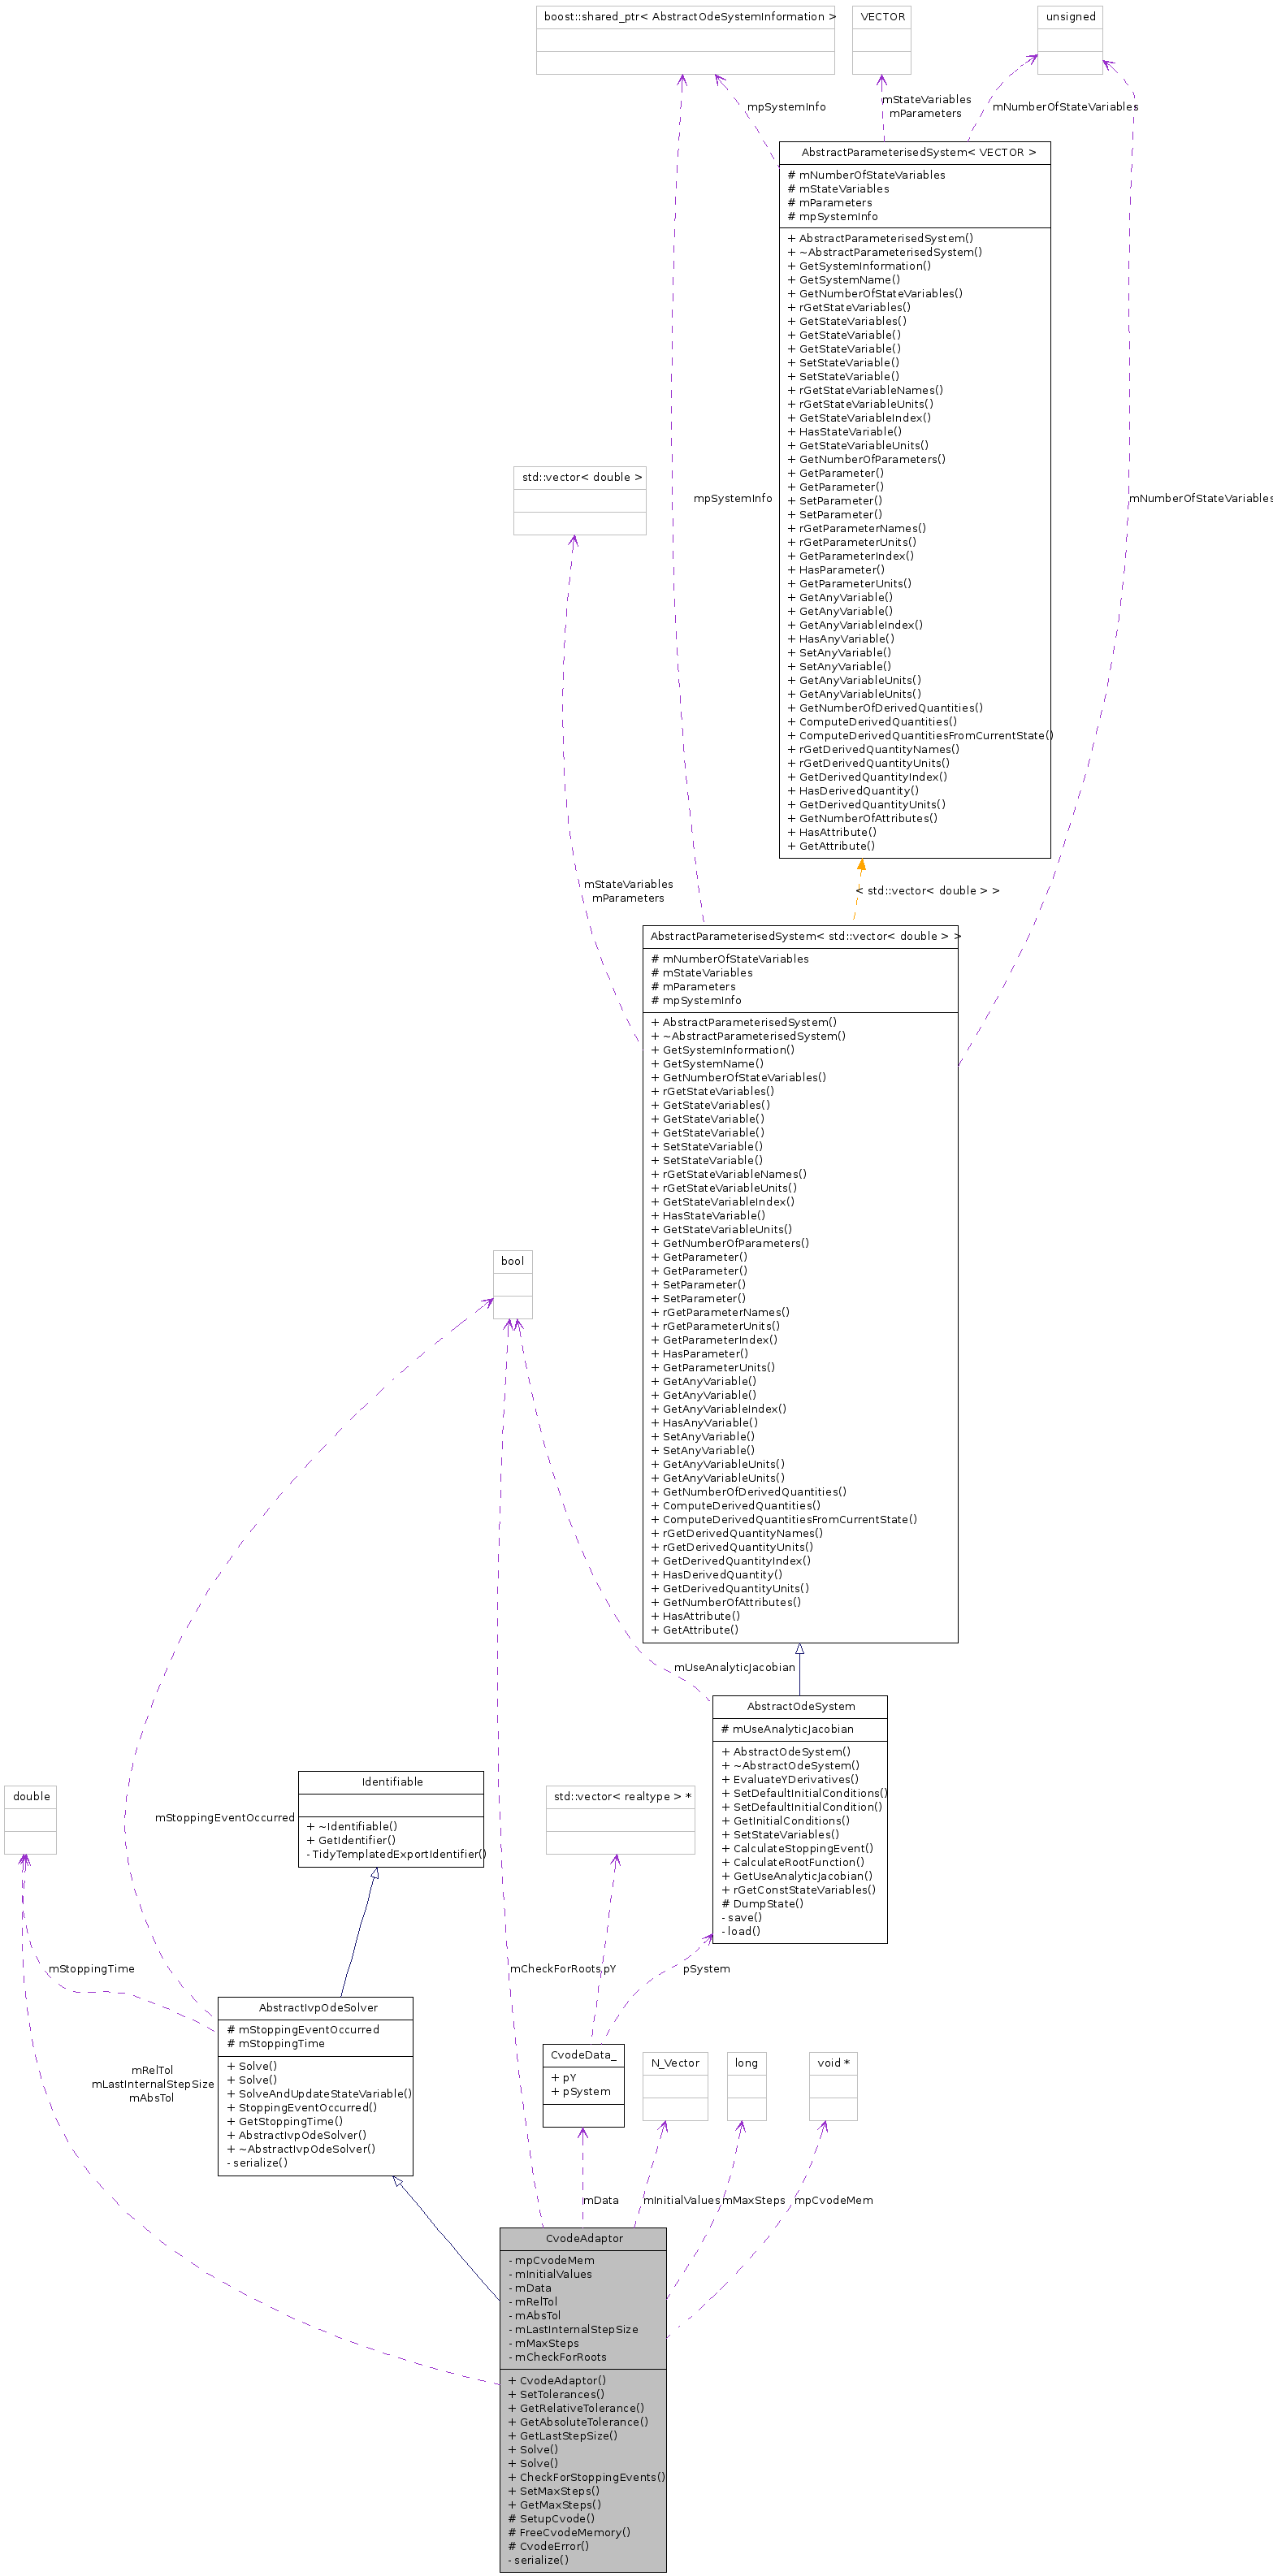 boost::shared_ptr< AbstractOdeSystemInformation >
VECTOR
unsigned
mpSystemInfo
mStateVariables
mParameters
mNumberOfStateVariables
AbstractParameterisedSystem< VECTOR >
# mNumberOfStateVariables
# mStateVariables
# mParameters
# mpSystemInfo
+ AbstractParameterisedSystem()
+ ~AbstractParameterisedSystem()
+ GetSystemInformation()
+ GetSystemName()
+ GetNumberOfStateVariables()
+ rGetStateVariables()
+ GetStateVariables()
+ GetStateVariable()
+ GetStateVariable()
+ SetStateVariable()
+ SetStateVariable()
+ rGetStateVariableNames()
+ rGetStateVariableUnits()
+ GetStateVariableIndex()
+ HasStateVariable()
+ GetStateVariableUnits()
+ GetNumberOfParameters()
+ GetParameter()
+ GetParameter()
+ SetParameter()
+ SetParameter()
+ rGetParameterNames()
+ rGetParameterUnits()
+ GetParameterIndex()
+ HasParameter()
+ GetParameterUnits()
+ GetAnyVariable()
+ GetAnyVariable()
+ GetAnyVariableIndex()
+ HasAnyVariable()
+ SetAnyVariable()
+ SetAnyVariable()
+ GetAnyVariableUnits()
+ GetAnyVariableUnits()
+ GetNumberOfDerivedQuantities()
+ ComputeDerivedQuantities()
+ ComputeDerivedQuantitiesFromCurrentState()
+ rGetDerivedQuantityNames()
+ rGetDerivedQuantityUnits()
+ GetDerivedQuantityIndex()
+ HasDerivedQuantity()
+ GetDerivedQuantityUnits()
+ GetNumberOfAttributes()
+ HasAttribute()
+ GetAttribute()
std::vector< double >
mpSystemInfo
mNumberOfStateVariables
mStateVariables
mParameters
< std::vector< double > >
AbstractParameterisedSystem< std::vector< double > >
# mNumberOfStateVariables
# mStateVariables
# mParameters
# mpSystemInfo
+ AbstractParameterisedSystem()
+ ~AbstractParameterisedSystem()
+ GetSystemInformation()
+ GetSystemName()
+ GetNumberOfStateVariables()
+ rGetStateVariables()
+ GetStateVariables()
+ GetStateVariable()
+ GetStateVariable()
+ SetStateVariable()
+ SetStateVariable()
+ rGetStateVariableNames()
+ rGetStateVariableUnits()
+ GetStateVariableIndex()
+ HasStateVariable()
+ GetStateVariableUnits()
+ GetNumberOfParameters()
+ GetParameter()
+ GetParameter()
+ SetParameter()
+ SetParameter()
+ rGetParameterNames()
+ rGetParameterUnits()
+ GetParameterIndex()
+ HasParameter()
+ GetParameterUnits()
+ GetAnyVariable()
+ GetAnyVariable()
+ GetAnyVariableIndex()
+ HasAnyVariable()
+ SetAnyVariable()
+ SetAnyVariable()
+ GetAnyVariableUnits()
+ GetAnyVariableUnits()
+ GetNumberOfDerivedQuantities()
+ ComputeDerivedQuantities()
+ ComputeDerivedQuantitiesFromCurrentState()
+ rGetDerivedQuantityNames()
+ rGetDerivedQuantityUnits()
+ GetDerivedQuantityIndex()
+ HasDerivedQuantity()
+ GetDerivedQuantityUnits()
+ GetNumberOfAttributes()
+ HasAttribute()
+ GetAttribute()
bool
mUseAnalyticJacobian
AbstractOdeSystem
# mUseAnalyticJacobian
+ AbstractOdeSystem()
+ ~AbstractOdeSystem()
+ EvaluateYDerivatives()
+ SetDefaultInitialConditions()
+ SetDefaultInitialCondition()
+ GetInitialConditions()
+ SetStateVariables()
+ CalculateStoppingEvent()
+ CalculateRootFunction()
+ GetUseAnalyticJacobian()
+ rGetConstStateVariables()
# DumpState()
- save()
- load()
double
mStoppingEventOccurred
Identifiable
+ ~Identifiable()
+ GetIdentifier()
- TidyTemplatedExportIdentifier()
std::vector< realtype > *
mStoppingTime
mCheckForRoots
pY
pSystem
AbstractIvpOdeSolver
# mStoppingEventOccurred
# mStoppingTime
+ Solve()
+ Solve()
+ SolveAndUpdateStateVariable()
+ StoppingEventOccurred()
+ GetStoppingTime()
+ AbstractIvpOdeSolver()
+ ~AbstractIvpOdeSolver()
- serialize()
mRelTol
mLastInternalStepSize
mAbsTol
CvodeData_
+ pY
+ pSystem
N_Vector
long
void *
mData
mInitialValues
mMaxSteps
mpCvodeMem
CvodeAdaptor
- mpCvodeMem
- mInitialValues
- mData
- mRelTol
- mAbsTol
- mLastInternalStepSize
- mMaxSteps
- mCheckForRoots
+ CvodeAdaptor()
+ SetTolerances()
+ GetRelativeTolerance()
+ GetAbsoluteTolerance()
+ GetLastStepSize()
+ Solve()
+ Solve()
+ CheckForStoppingEvents()
+ SetMaxSteps()
+ GetMaxSteps()
# SetupCvode()
# FreeCvodeMemory()
# CvodeError()
- serialize()